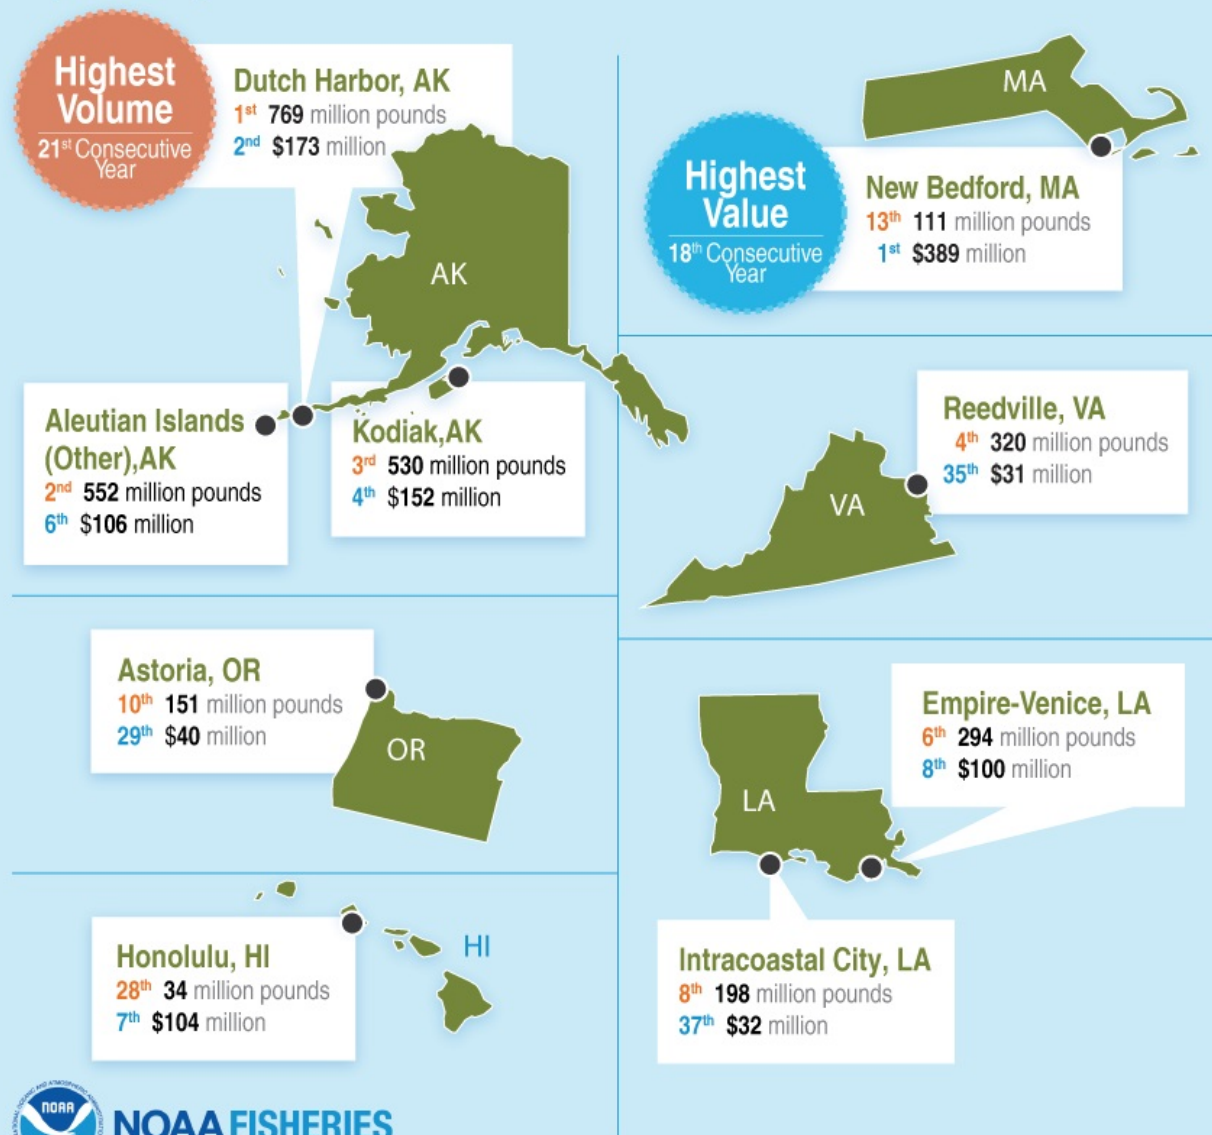 Highest
Volume
21st Consecutive
Year
Dutch Harbor, AK
1st 769 million pounds
2nd $173 million
AK
Aleutian Islands
(Other),AK
2nd 552 million pounds
6th $106 million
Kodiak,AK
3rd 530 million pounds
4th $152 million
MA
Highest
Value
18th Consecutive
Year
New Bedford, MA
13th 111 million pounds
1st $389 million
Reedville, VA
4th 320 million pounds
35th $31 million
VA
Astoria, OR
10th 151 million pounds
29th $40 million
OR
Empire-Venice, LA
6th 294 million pounds
8th $100 million
LA
Intracoastal City, LA
8th 198 million pounds
37th $32 million
Honolulu, HI
28th 34 million pounds
7th $104 million
HI
NOAA
NOAA FISHERIES